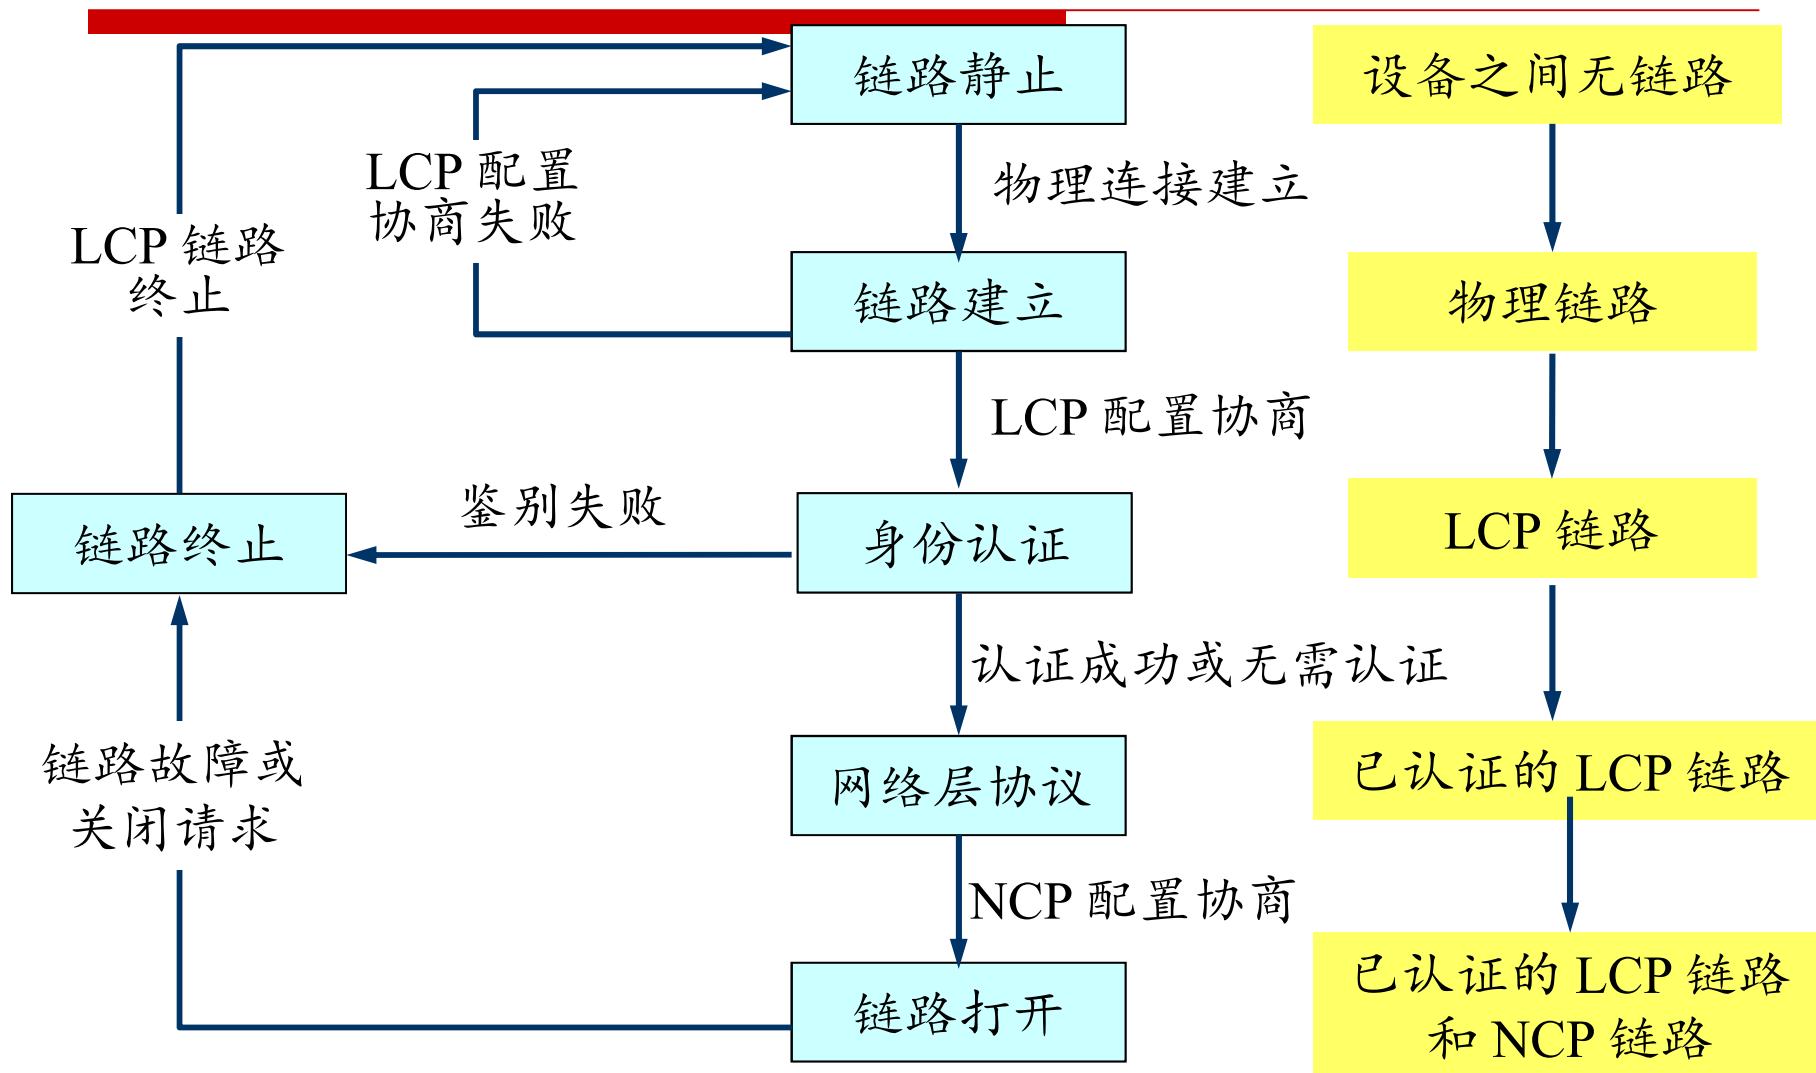 链路静止
设备之间无链路
LCP 配置
协商失败
物理连接建立
LCP 链路
终止
链路建立
物理链路
LCP 配置协商
鉴别失败
链路终止
身份认证
LCP 链路
认证成功或无需认证
链路故障或
关闭请求
网络层协议
已认证的 LCP 链路
NCP 配置协商
链路打开
已认证的 LCP 链路
和 NCP 链路